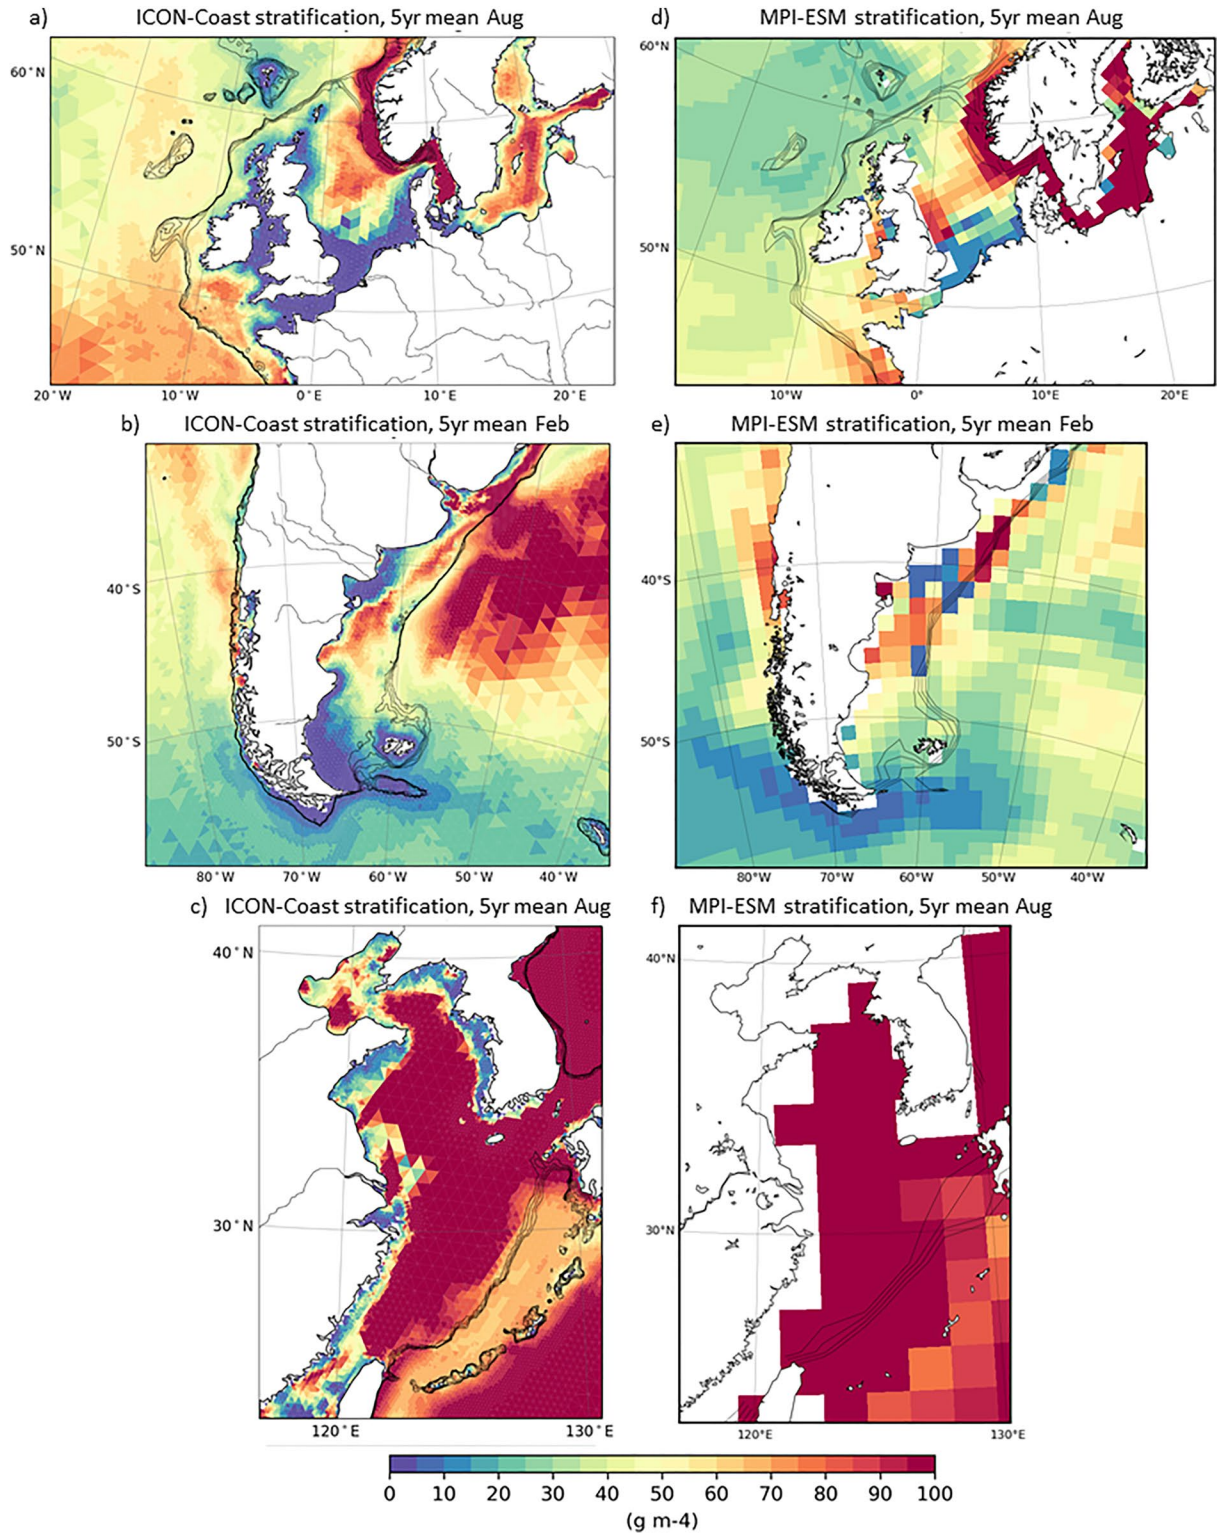 a) ICON-Coast stratification, 5yr mean Aug
d) MPI-ESM stratification, 5yr mean Aug
60°N
50°N
20°W 10°W 0°E 10°E 20°E
60°N
50°N
10°W 0° 10°E 20°E
b) ICON-Coast stratification, 5yr mean Feb
e) MPI-ESM stratification, 5yr mean Feb
40°S
50°S
80°W 70°W 60°W 50°W 40°W
40°S
50°S
80°W 70°W 60°W 50°W 40°W
c) ICON-Coast stratification, 5yr mean Aug
f) MPI-ESM stratification, 5yr mean Aug
40°N
30°N
120°E 130°E
40°N
30°N
120°E 130°E
0 10 20 30 40 50 60 70 80 90 100
(g m-4)